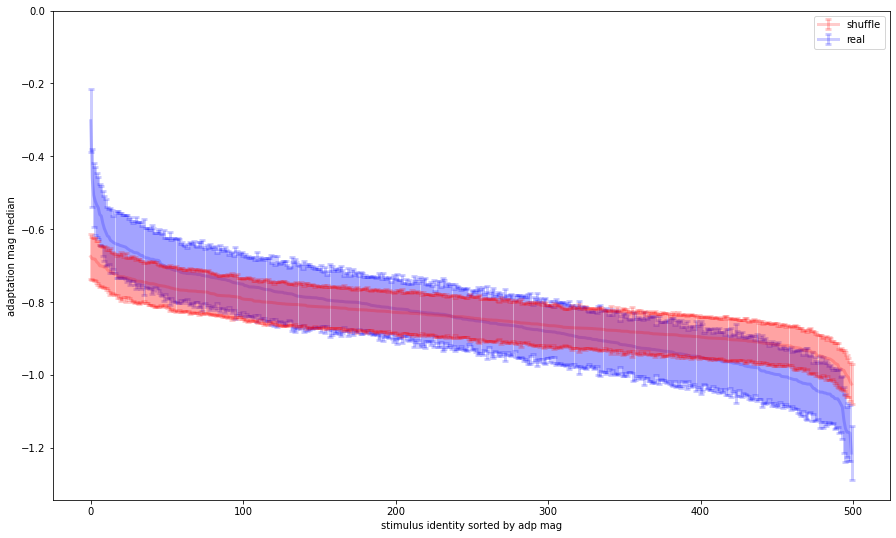 0.0
−0.2
−0.4
−0.6
−0.8
−1.0
−1.2
adaptation mag median
0 100 200 300 400 500
stimulus identity sorted by adp mag
shuffle
real